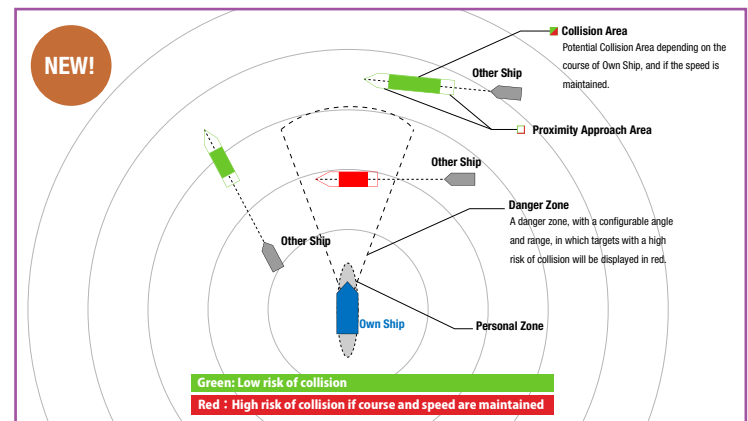 NEW!
Collision Area
Potential Collision Area depending on the
course of Own Ship, and if the speed is
maintained.
Other Ship
Proximity Approach Area
Other Ship
Danger Zone
A danger zone, with a configurable angle
and range, in which targets with a high
risk of collision will be displayed in red.
Other Ship
Own Ship
Personal Zone
Green: Low risk of collision
Red：High risk of collision if course and speed are maintained